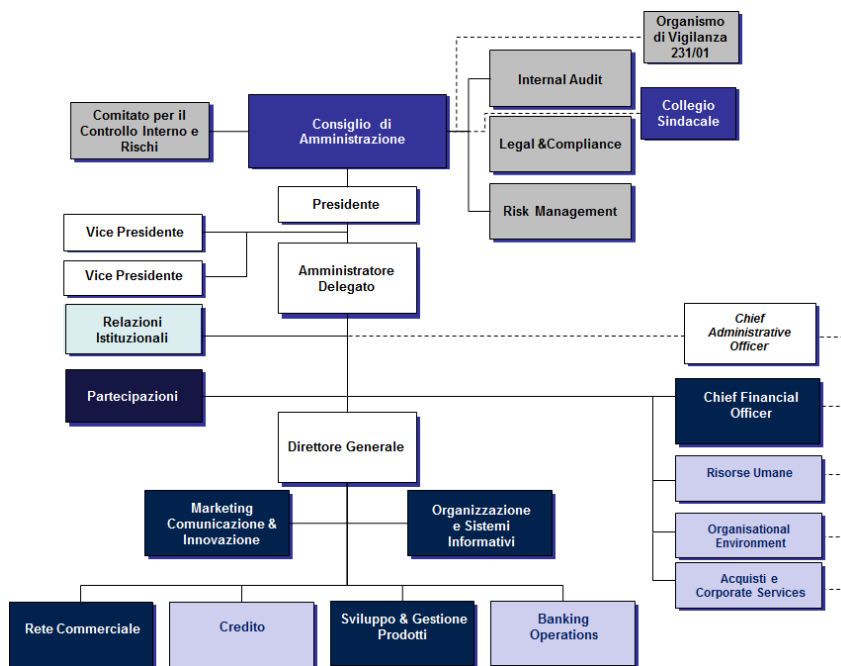 Organismo
di Vigilanza
231/01
Internal Audit
Comitato per il
Controllo Interno e
Rischi
Consiglio di
Amministrazione
Collegio
Sindacale
Legal &Compliance
Presidente
Risk Management
Vice Presidente
Vice Presidente
Amministratore
Delegato
Relazioni
Istituzionali
Chief
Administrative
Officer
Partecipazioni
Chief Financial
Officer
Direttore Generale
Risorse Umane
Marketing
Comunicazione &
Innovazione
Organizzazione
e Sistemi
Informativi
Organisational
Environment
Acquisti e
Corporate Services
Rete Commerciale
Credito
Sviluppo & Gestione
Prodotti
Banking
Operations